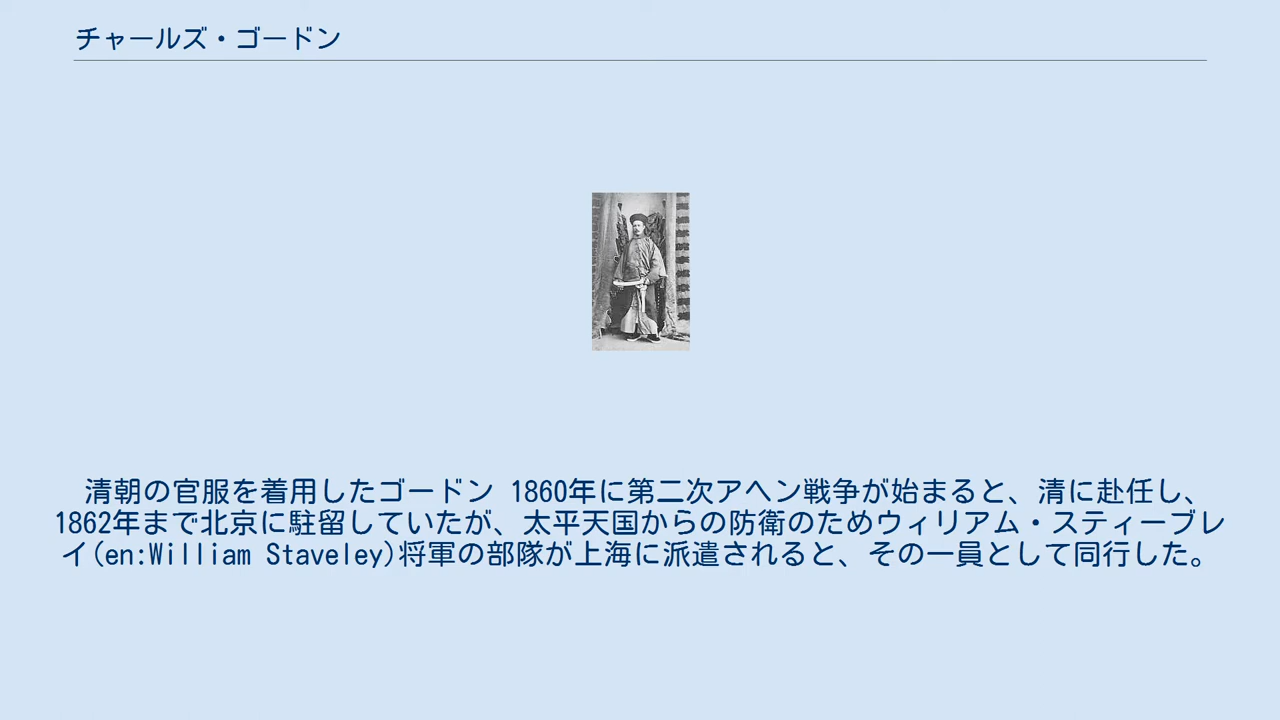 チャールズ・ゴードン
清朝の官服を着用したゴードン 1860年に第二次アヘン戦争が始まると、清に赴任し、
1862年まで北京に駐留していたが、太平天国からの防衛のためウィリアム・スティーブレ
イ(en:William Staveley)将軍の部隊が上海に派遣されると、その一員として同行した。